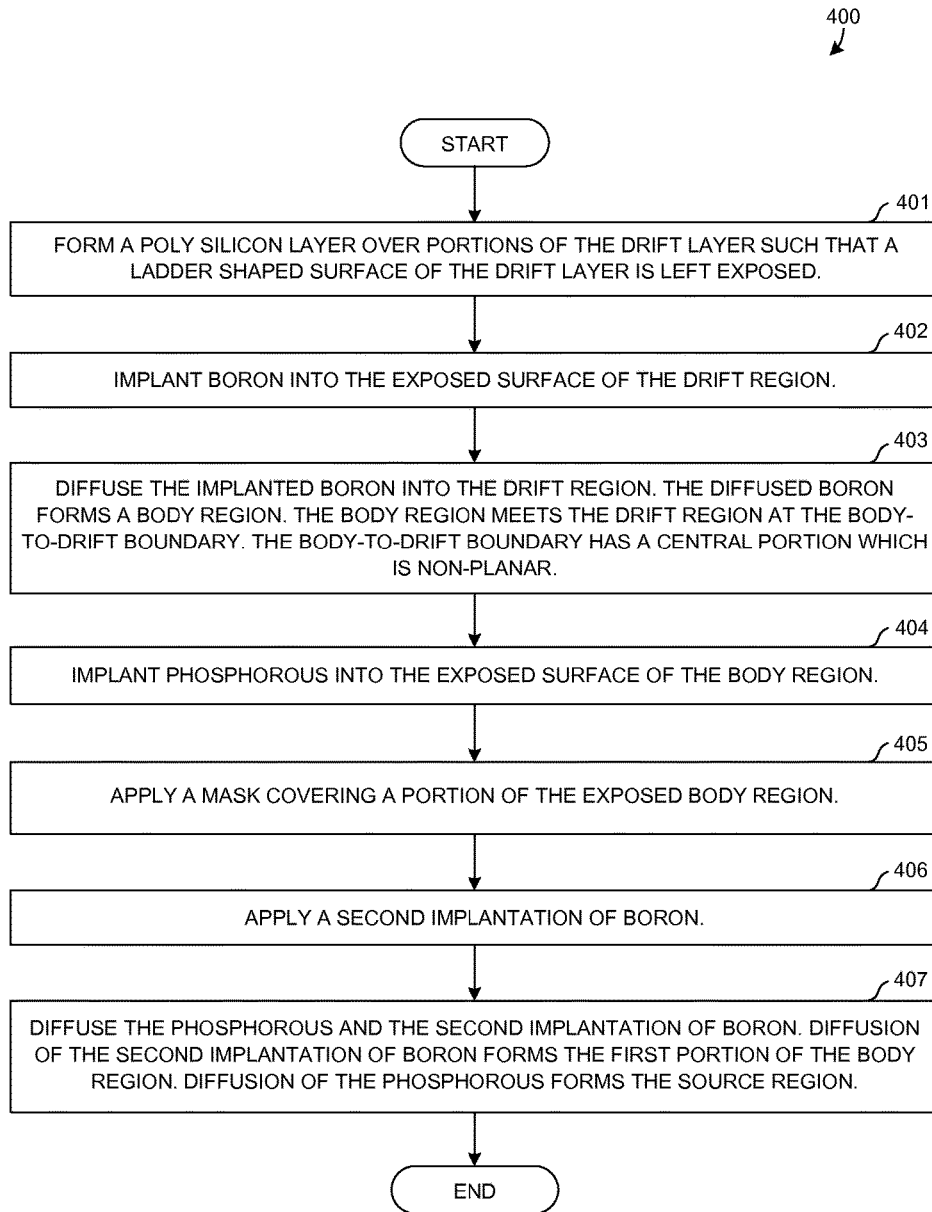 400
START
401
FORM A POLY SILICON LAYER OVER PORTIONS OF THE DRIFT LAYER SUCH THAT A
LADDER SHAPED SURFACE OF THE DRIFT LAYER IS LEFT EXPOSED.
402
IMPLANT BORON INTO THE EXPOSED SURFACE OF THE DRIFT REGION.
403
DIFFUSE THE IMPLANTED BORON INTO THE DRIFT REGION. THE DIFFUSED BORON
FORMS A BODY REGION. THE BODY REGION MEETS THE DRIFT REGION AT THE BODY-
TO-DRIFT BOUNDARY. THE BODY-TO-DRIFT BOUNDARY HAS A CENTRAL PORTION WHICH
IS NON-PLANAR.
404
IMPLANT PHOSPHOROUS INTO THE EXPOSED SURFACE OF THE BODY REGION.
405
APPLY A MASK COVERING A PORTION OF THE EXPOSED BODY REGION.
406
APPLY A SECOND IMPLANTATION OF BORON.
407
DIFFUSE THE PHOSPHOROUS AND THE SECOND IMPLANTATION OF BORON. DIFFUSION
OF THE SECOND IMPLANTATION OF BORON FORMS THE FIRST PORTION OF THE BODY
REGION. DIFFUSION OF THE PHOSPHOROUS FORMS THE SOURCE REGION.
END